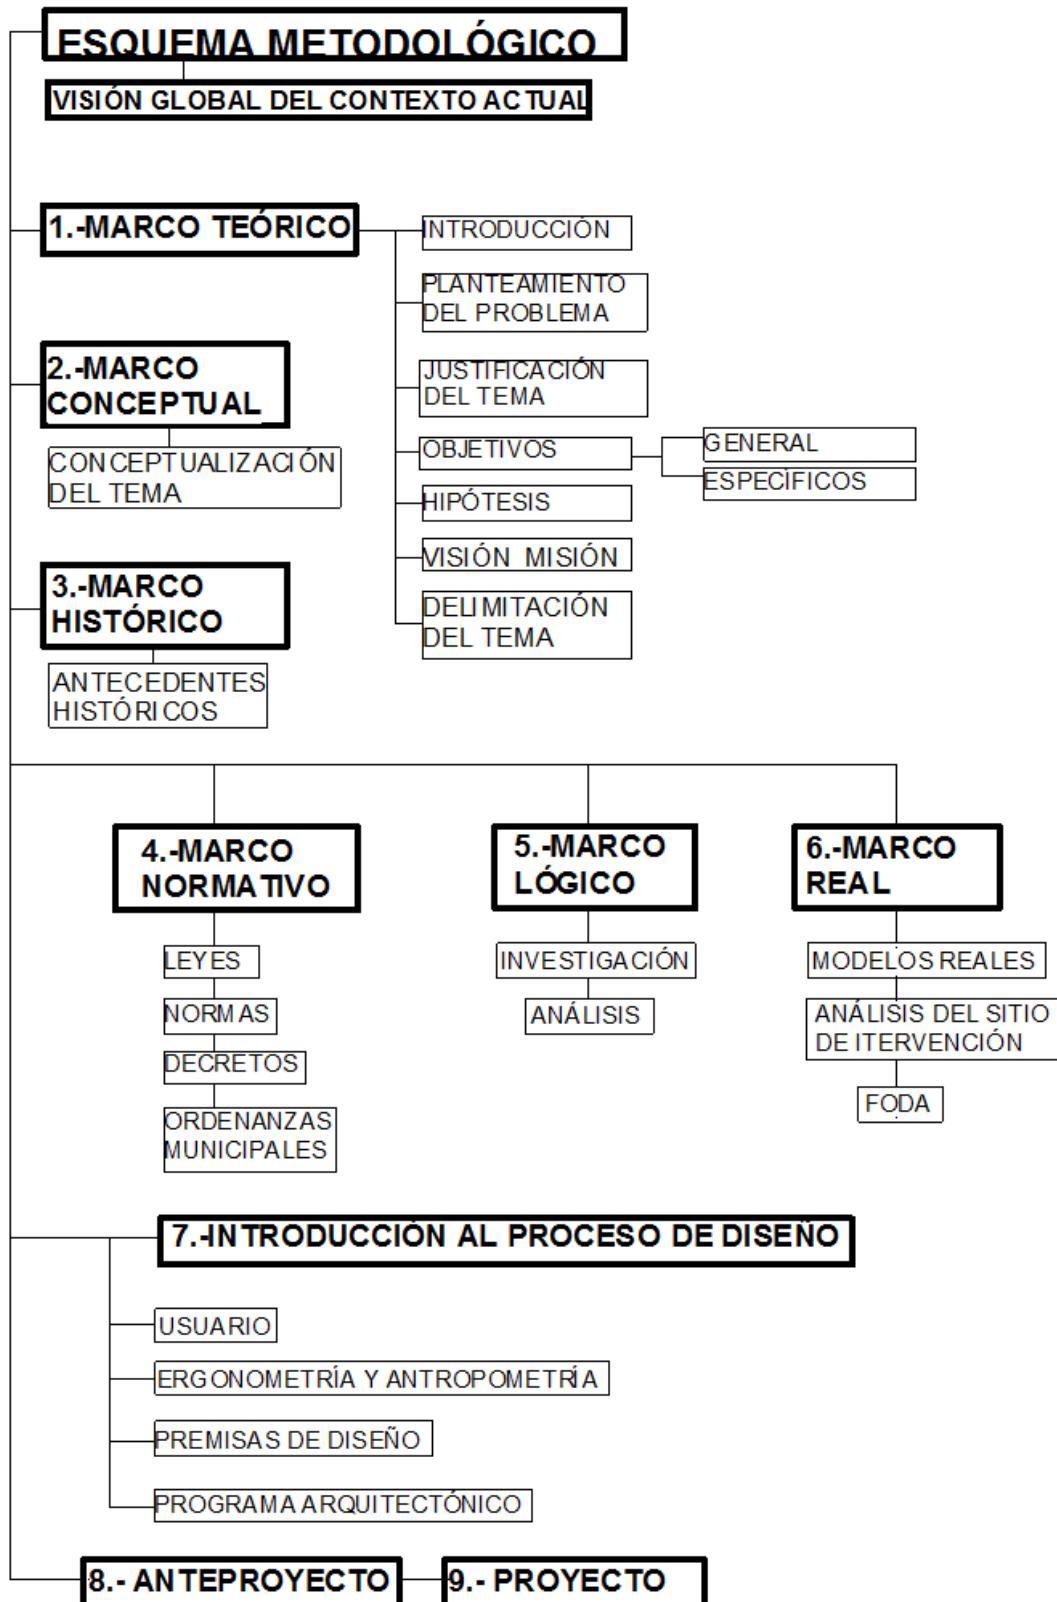 ESQUEMA METODOLÓGICO
VISIÓN GLOBAL DEL CONTEXTO ACTUAL
1.-MARCO TEÓRICO
INTRODUCCIÓN
PLANTEAMIENTO
DEL PROBLEMA
JUSTIFICACIÓN
DEL TEMA
OBJETIVOS
GENERAL
ESPECÍFICOS
HIPÓTESIS
VISIÓN MISIÓN
DELIMITACIÓN
DEL TEMA
2.-MARCO
CONCEPTUAL
CONCEPTUALIZACIÓN
DEL TEMA
3.-MARCO
HISTÓRICO
ANTECEDENTES
HISTÓRICOS
4.-MARCO
NORMATIVO
LEYES
NORMAS
DECRETOS
ORDENANZAS
MUNICIPALES
5.-MARCO
LÓGICO
INVESTIGACIÓN
ANÁLISIS
6.-MARCO
REAL
MODELOS REALES
ANÁLISIS DEL SITIO
DE ITERVENCIÓN
FODA
7.-INTRODUCCIÓN AL PROCESO DE DISEÑO
USUARIO
ERGONOMETRÍA Y ANTROPOMETRÍA
PREMISAS DE DISEÑO
PROGRAMA ARQUITECTÓNICO
8.- ANTEPROYECTO
9.- PROYECTO